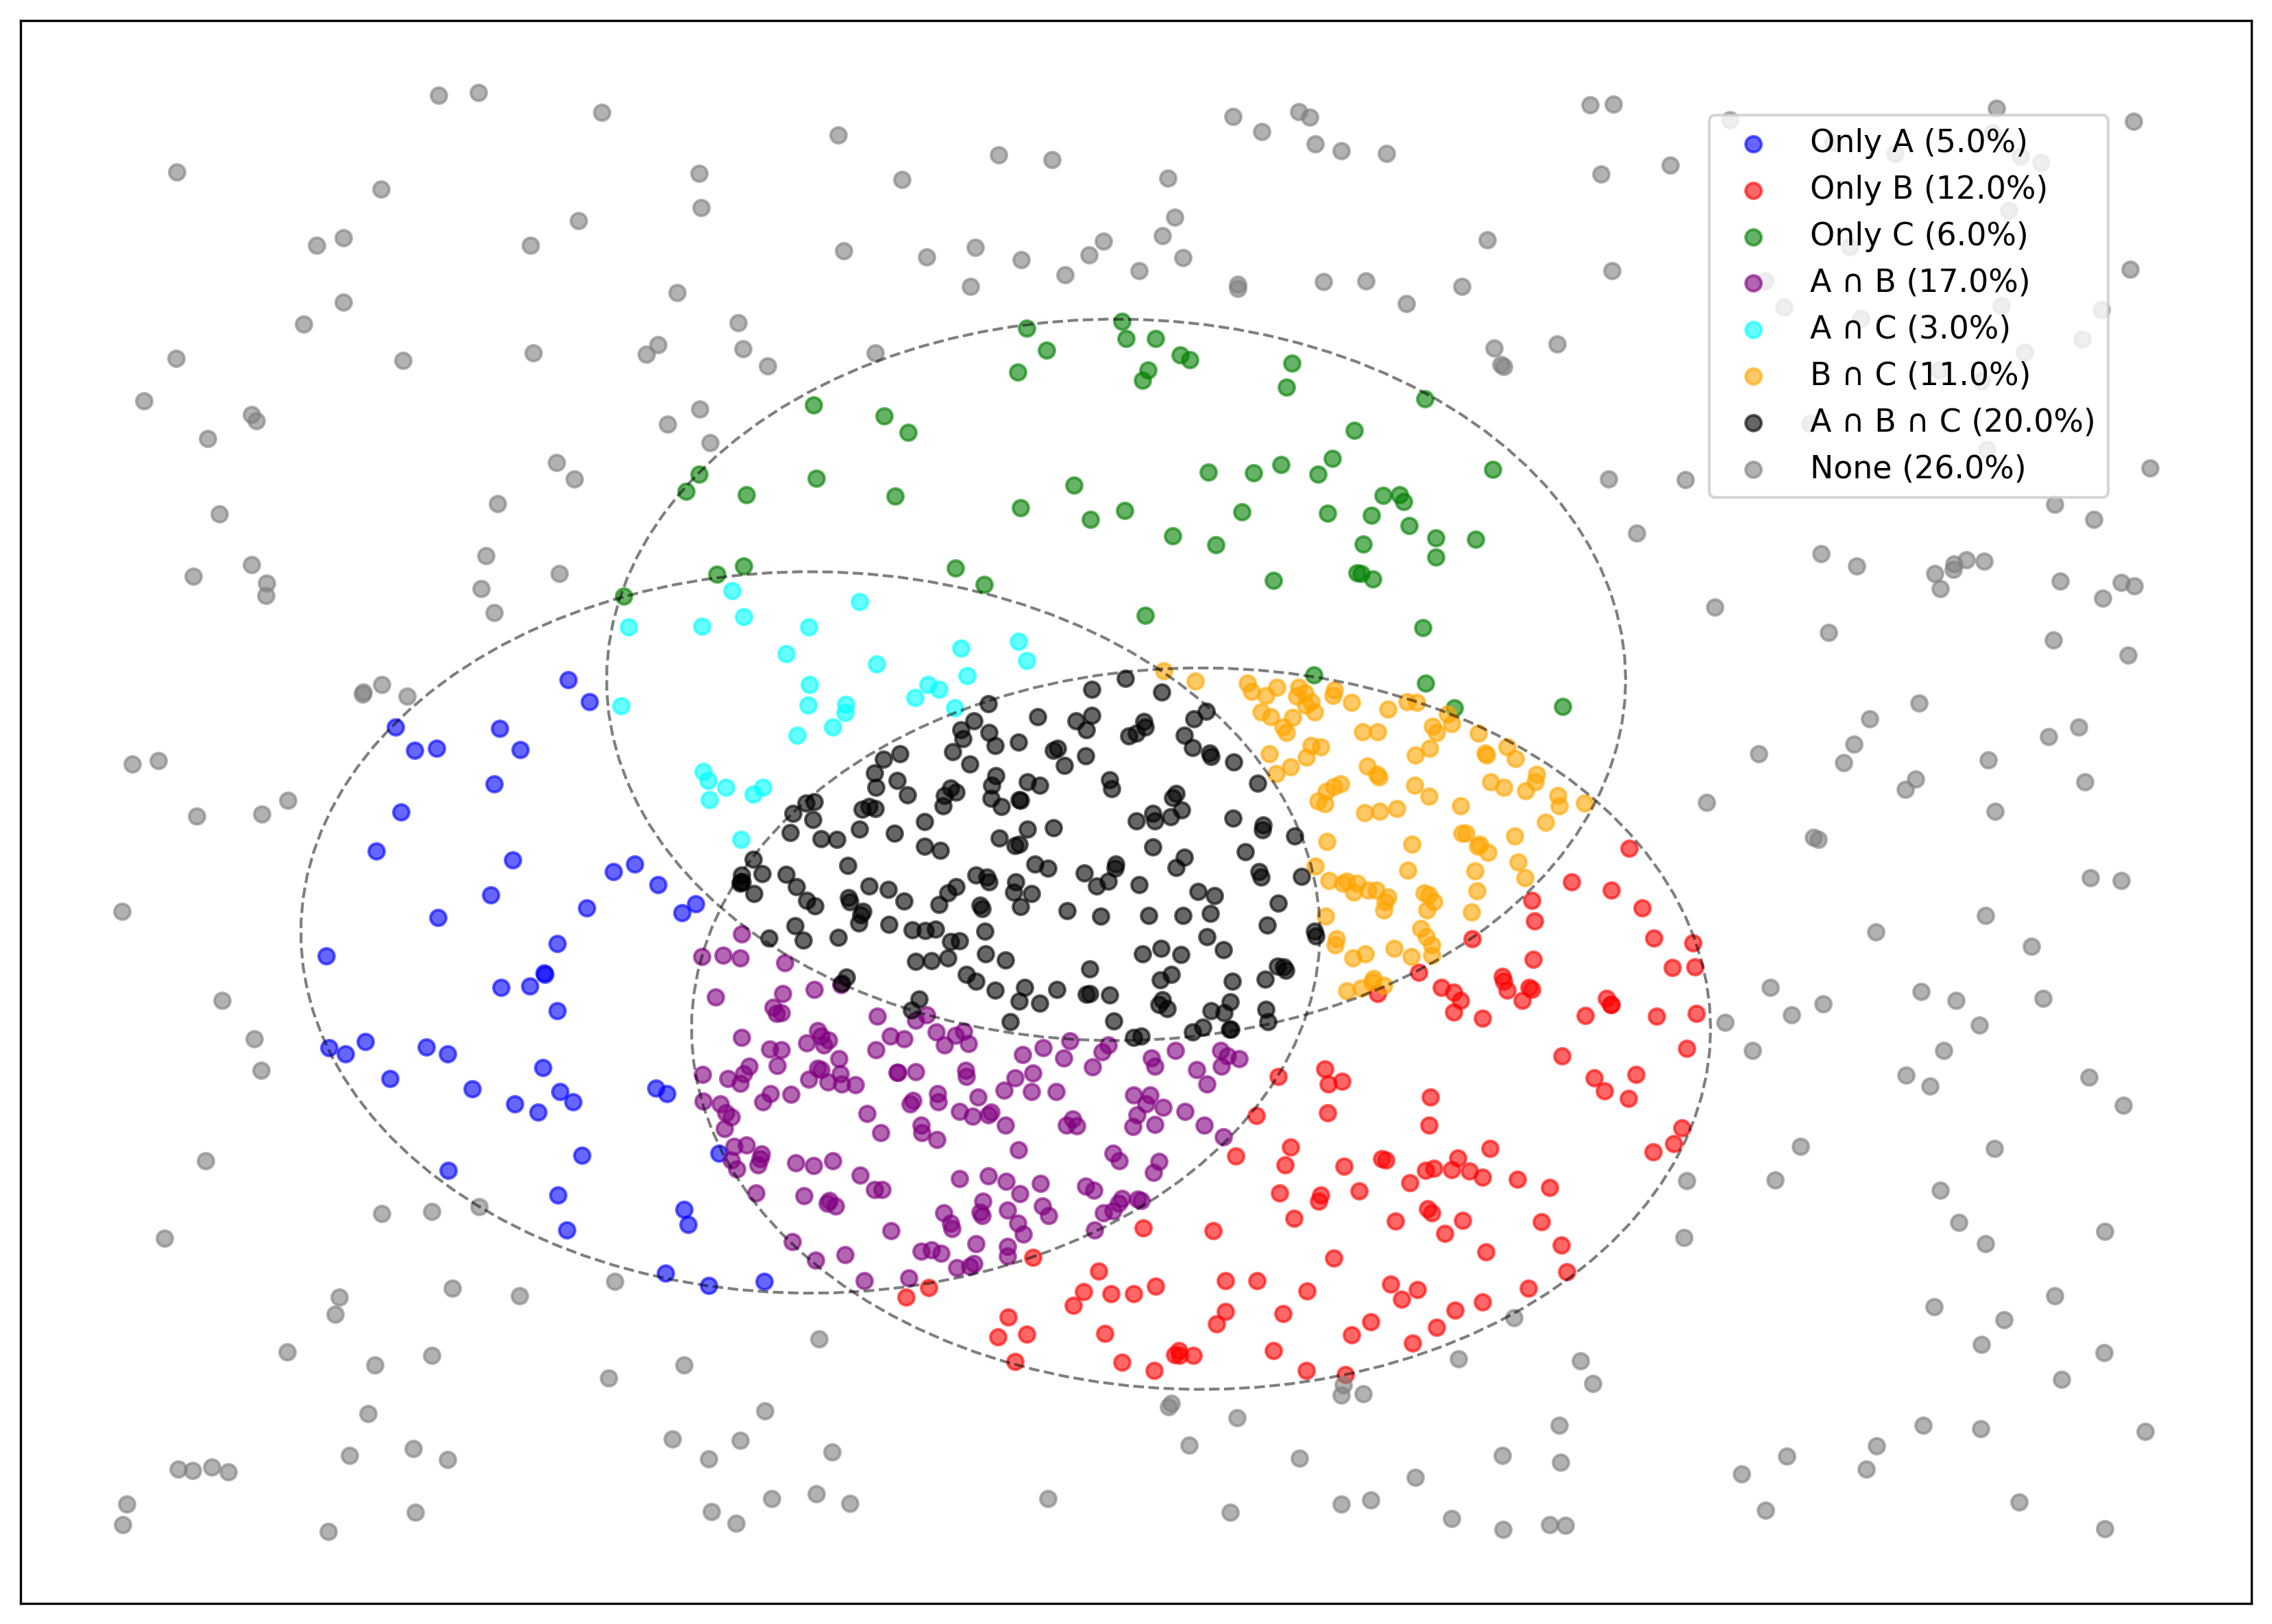 Only A (5.0%)
Only B (12.0%)
Only C (6.0%)
A ∩ B (17.0%)
A ∩ C (3.0%)
B ∩ C (11.0%)
A ∩ B ∩ C (20.0%)
None (26.0%)